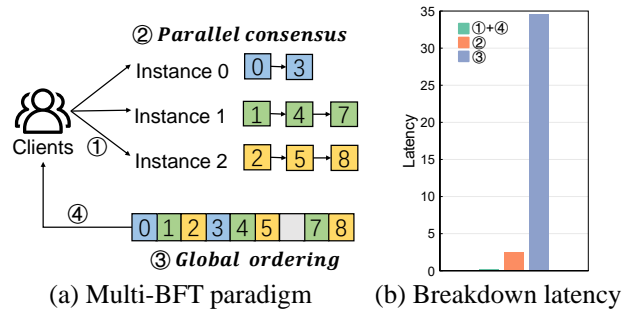 ② Parallel consensus
Instance 0
0 3
Instance 1
1 4 7
Instance 2
2 5 8
Clients
①
④
0 1 2 3 4 5 7 8
③ Global ordering
(a) Multi-BFT paradigm
Latency
35
30
25
20
15
10
5
0
①+④
②
③
(b) Breakdown latency